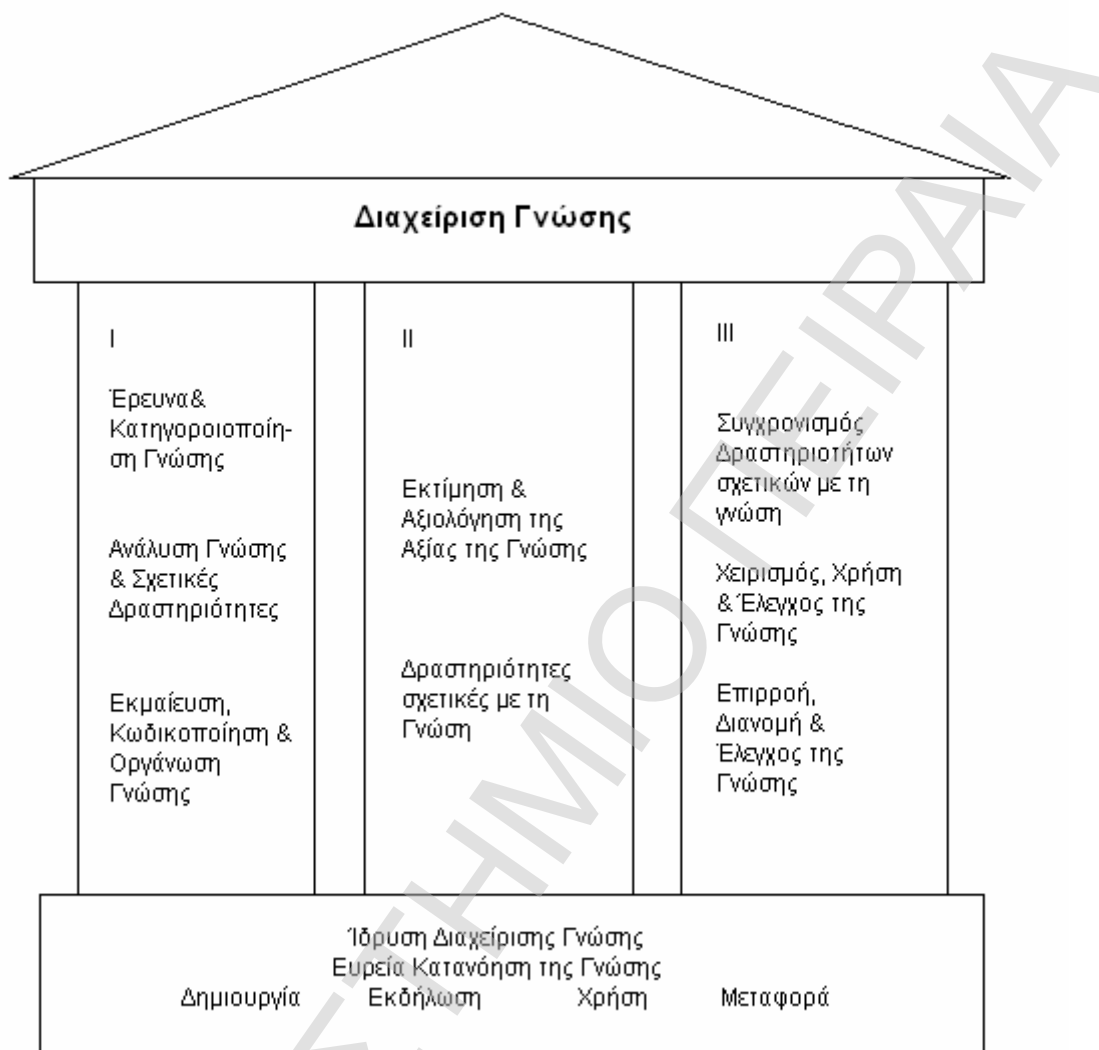 Διαχείριση Γνώσης
I
Έρευνα &
Κατηγοροιοποίη-
ση Γνώσης
Ανάλυση Γνώσης
& Σχετικές
Δραστηριότητες
Εκμαίευση,
Κωδικοποίηση &
Οργάνωση
Γνώσης
II
Εκτίμηση &
Αξιολόγηση της
Αξίας της Γνώσης
Δραστηριότητες
σχετικές με τη
Γνώση
III
Συγχρονισμός
Δραστηριοτήτων
σχετικών με τη
γνώση
Χειρισμός, Χρήση
& Έλεγχος της
Γνώσης
Επιρροή,
Διανομή &
Έλεγχος της
Γνώσης
Ίδρυση Διαχείρισης Γνώσης
Ευρεία Κατανόηση της Γνώσης
Δημιουργία Εκδήλωση Χρήση Μεταφορά
ΣΤΗΜΙΟ ΠΕΙΡΑΙΑ